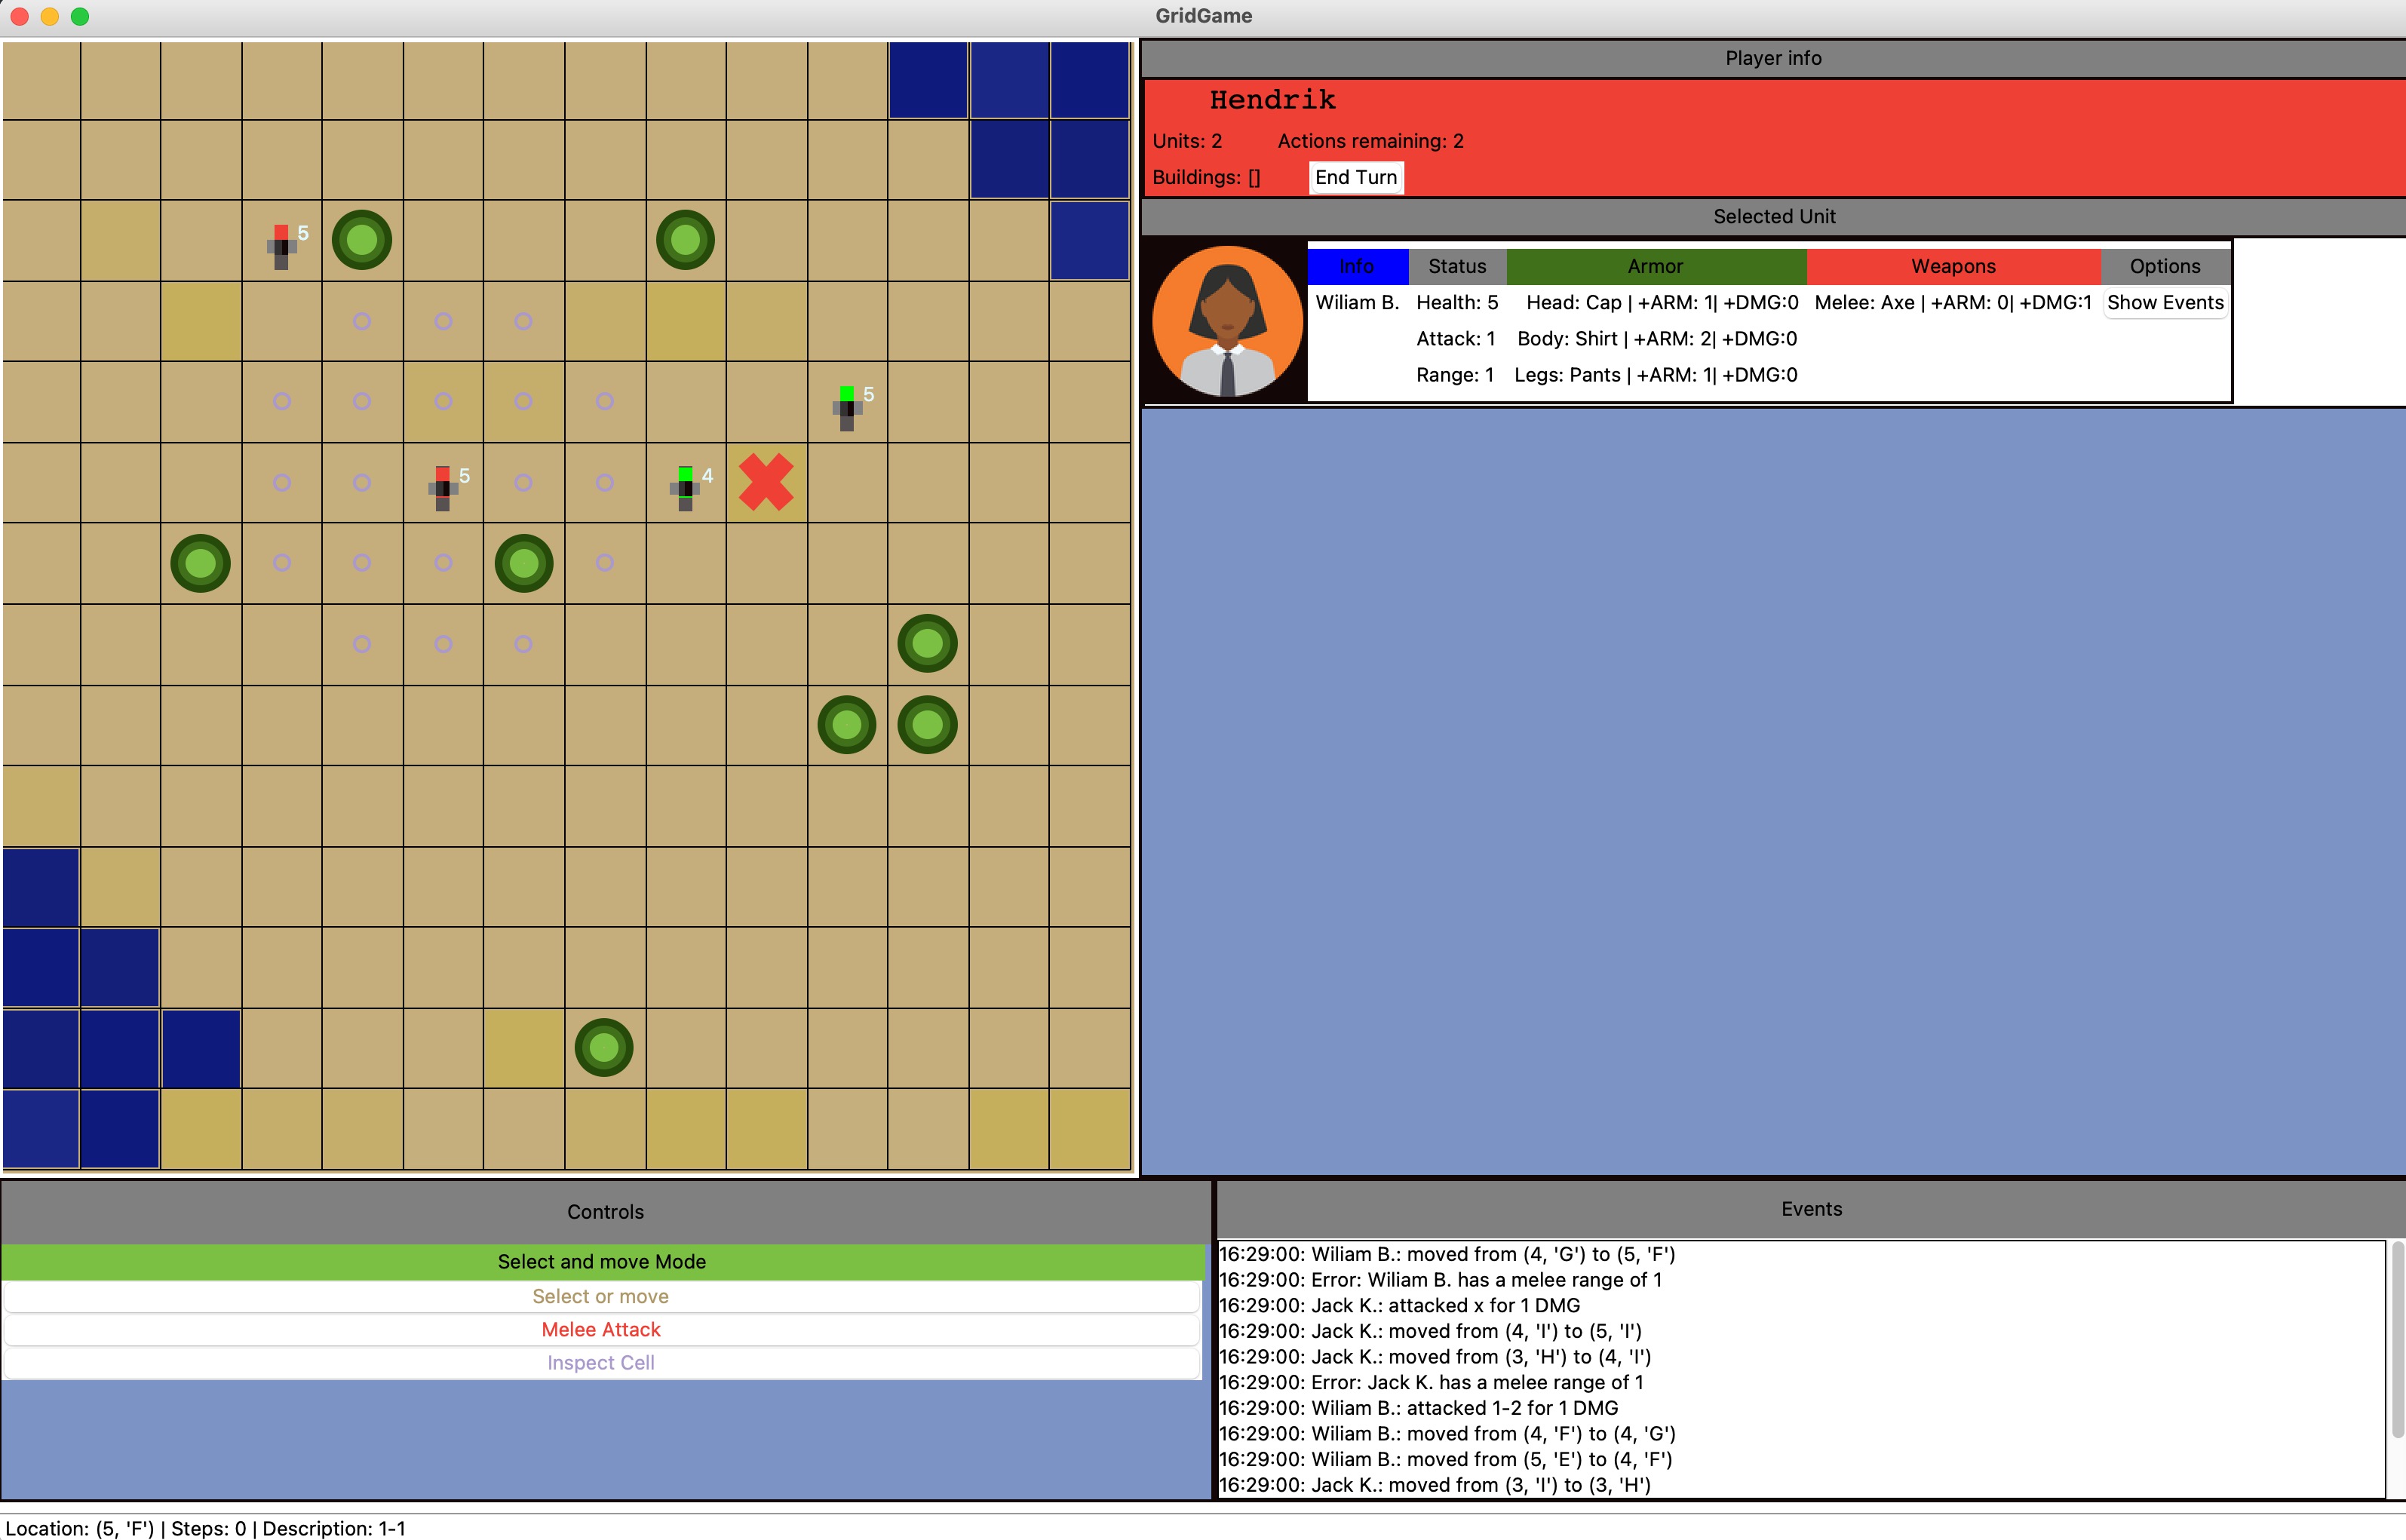 GridGame
Player info
Hendrik
Units: 2 Actions remaining: 2
Buildings: [] End Turn
Selected Unit
Info Status Armor Weapons Options
Wiliam B. Health: 5 Head: Cap | +ARM: 1| +DMG:0 Melee: Axe | +ARM: 0| +DMG:1 Show Events
Attack: 1 Body: Shirt | +ARM: 2| +DMG:0
Range: 1 Legs: Pants | +ARM: 1| +DMG:0
5
5
5
4
Controls
Select and move Mode
Select or move
Melee Attack
Inspect Cell
Events
16:29:00: Wiliam B.: moved from (4, 'G') to (5, 'F')
16:29:00: Error: Wiliam B. has a melee range of 1
16:29:00: Jack K.: attacked x for 1 DMG
16:29:00: Jack K.: moved from (4, 'I') to (5, 'I')
16:29:00: Jack K.: moved from (3, 'H') to (4, 'I')
16:29:00: Error: Jack K. has a melee range of 1
16:29:00: Wiliam B.: attacked 1-2 for 1 DMG
16:29:00: Wiliam B.: moved from (4, 'F') to (4, 'G')
16:29:00: Wiliam B.: moved from (5, 'E') to (4, 'F')
16:29:00: Jack K.: moved from (3, 'I') to (3, 'H')
Location: (5, 'F') | Steps: 0 | Description: 1-1